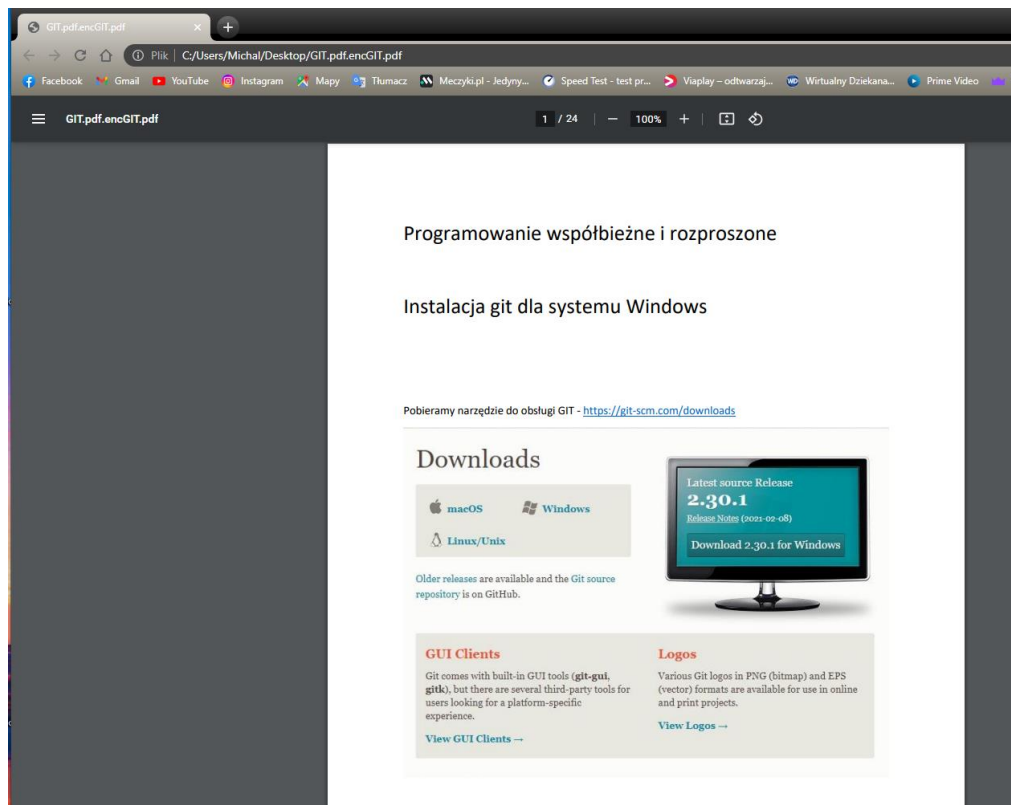 GIT.pdf.encGIT.pdf
Plik | C:/Users/Michal/Desktop/GIT.pdf.encGIT.pdf
Facebook Gmail YouTube Instagram Mapy Tłumacz Meczyki.pl - Jedyny... Speed Test - test pr... Viaplay – odtwarzaj... Wirtualny Dziekana... Prime Video
GIT.pdf.encGIT.pdf 1 / 24 | − 100% + |
Programowanie współbieżne i rozproszone
Instalacja git dla systemu Windows
Pobieramy narzędzie do obsługi GIT - https://git-scm.com/downloads
Downloads
macOS Windows
Linux/Unix
Older releases are available and the Git source
repository is on GitHub.
Latest source Release
2.30.1
Release Notes (2021-02-08)
Download 2.30.1 for Windows
GUI Clients
Git comes with built-in GUI tools (git-gui,
gitk), but there are several third-party tools for
users looking for a platform-specific
experience.
View GUI Clients →
Logos
Various Git logos in PNG (bitmap) and EPS
(vector) formats are available for use in online
and print projects.
View Logos →